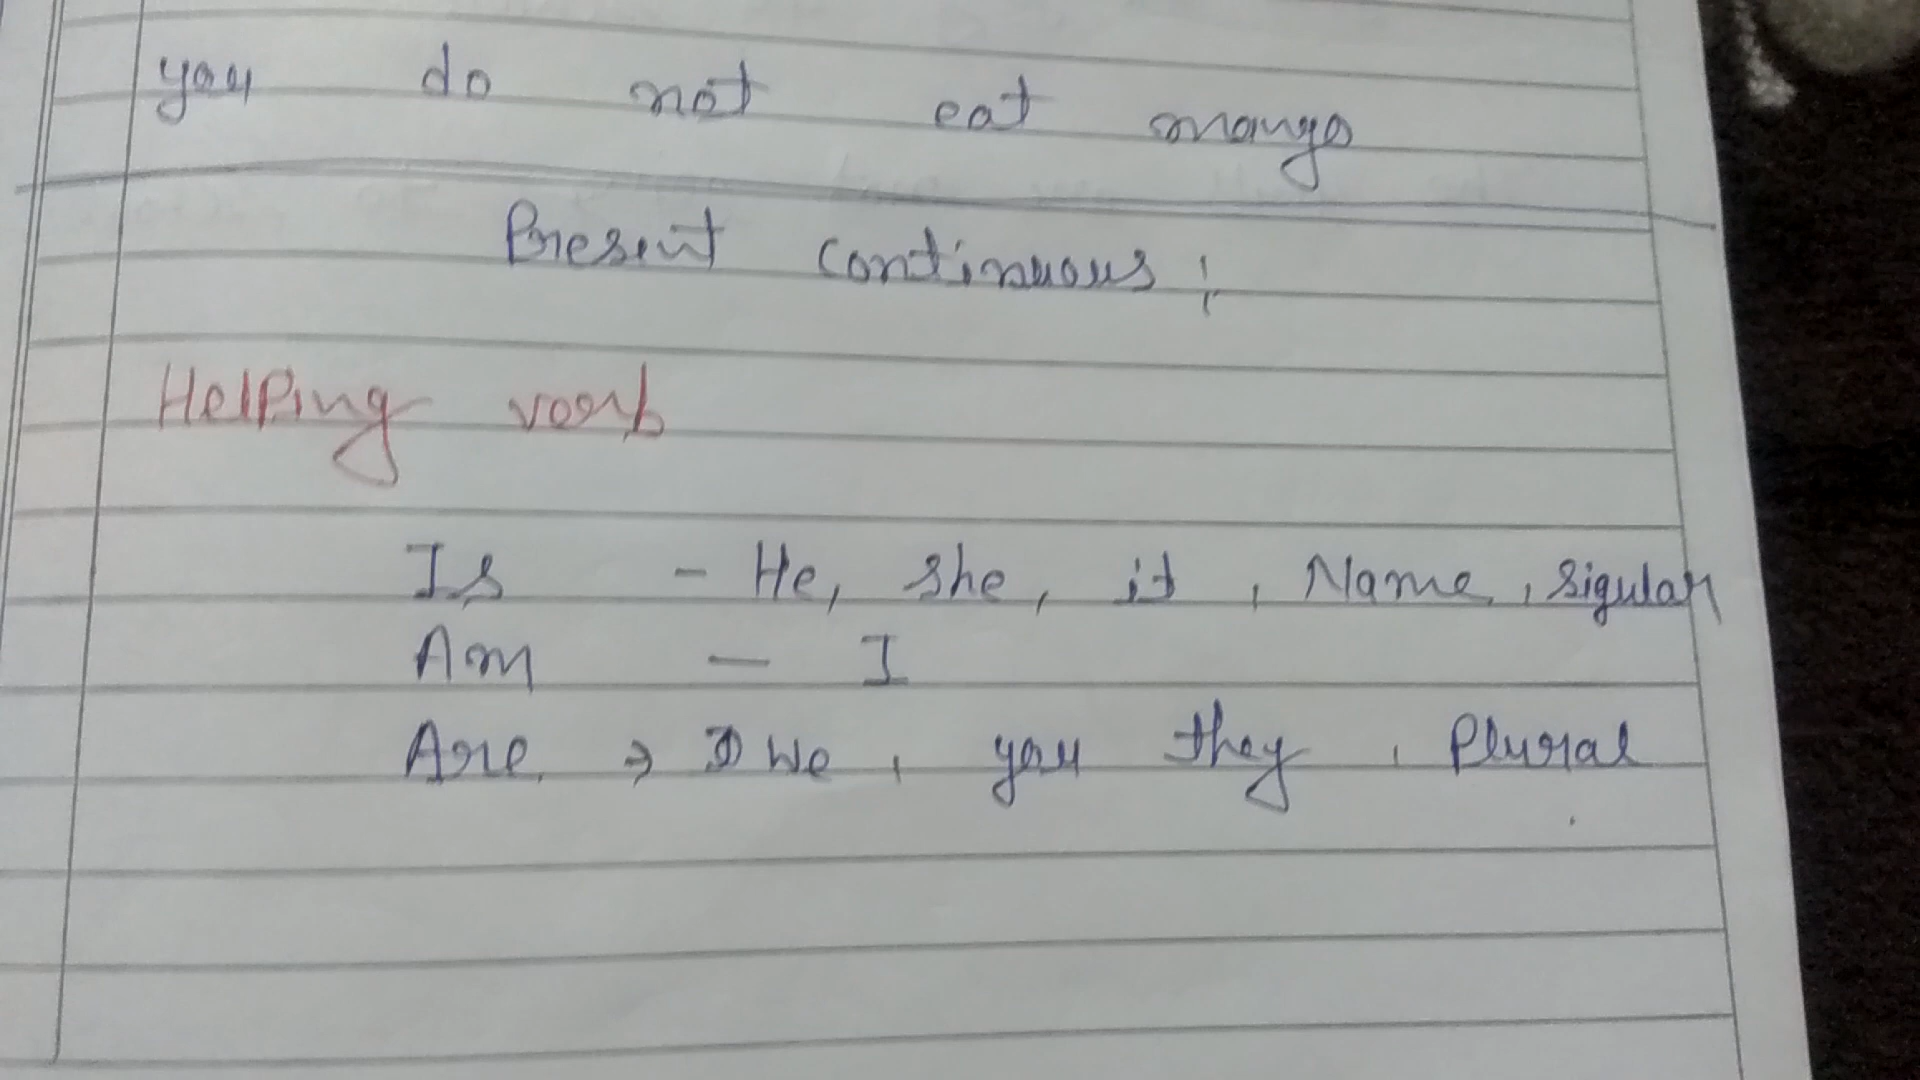 you do not eat mango
Present continuous :
Helping verb
Is - He, she, it, Name, sigular
Am - I
Are → We, you they, Plural